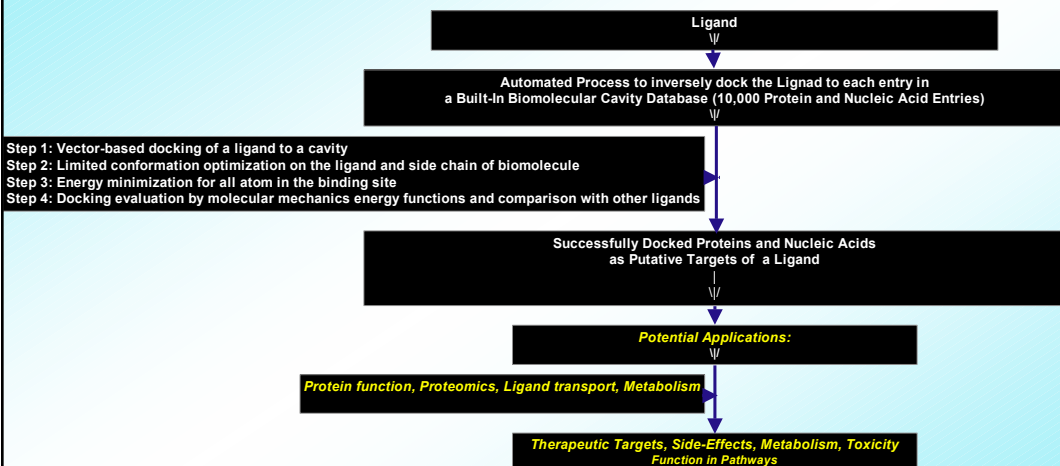 Ligand
\|/
Automated Process to inversely dock the Lignad to each entry in
a Built-In Biomolecular Cavity Database (10,000 Protein and Nucleic Acid Entries)
\|/
Step 1: Vector-based docking of a ligand to a cavity
Step 2: Limited conformation optimization on the ligand and side chain of biomolecule
Step 3: Energy minimization for all atom in the binding site
Step 4: Docking evaluation by molecular mechanics energy functions and comparison with other ligands
Successfully Docked Proteins and Nucleic Acids
as Putative Targets of a Ligand
|
\|/
Potential Applications:
\|/
Protein function, Proteomics, Ligand transport, Metabolism
Therapeutic Targets, Side-Effects, Metabolism, Toxicity
Function in Pathways